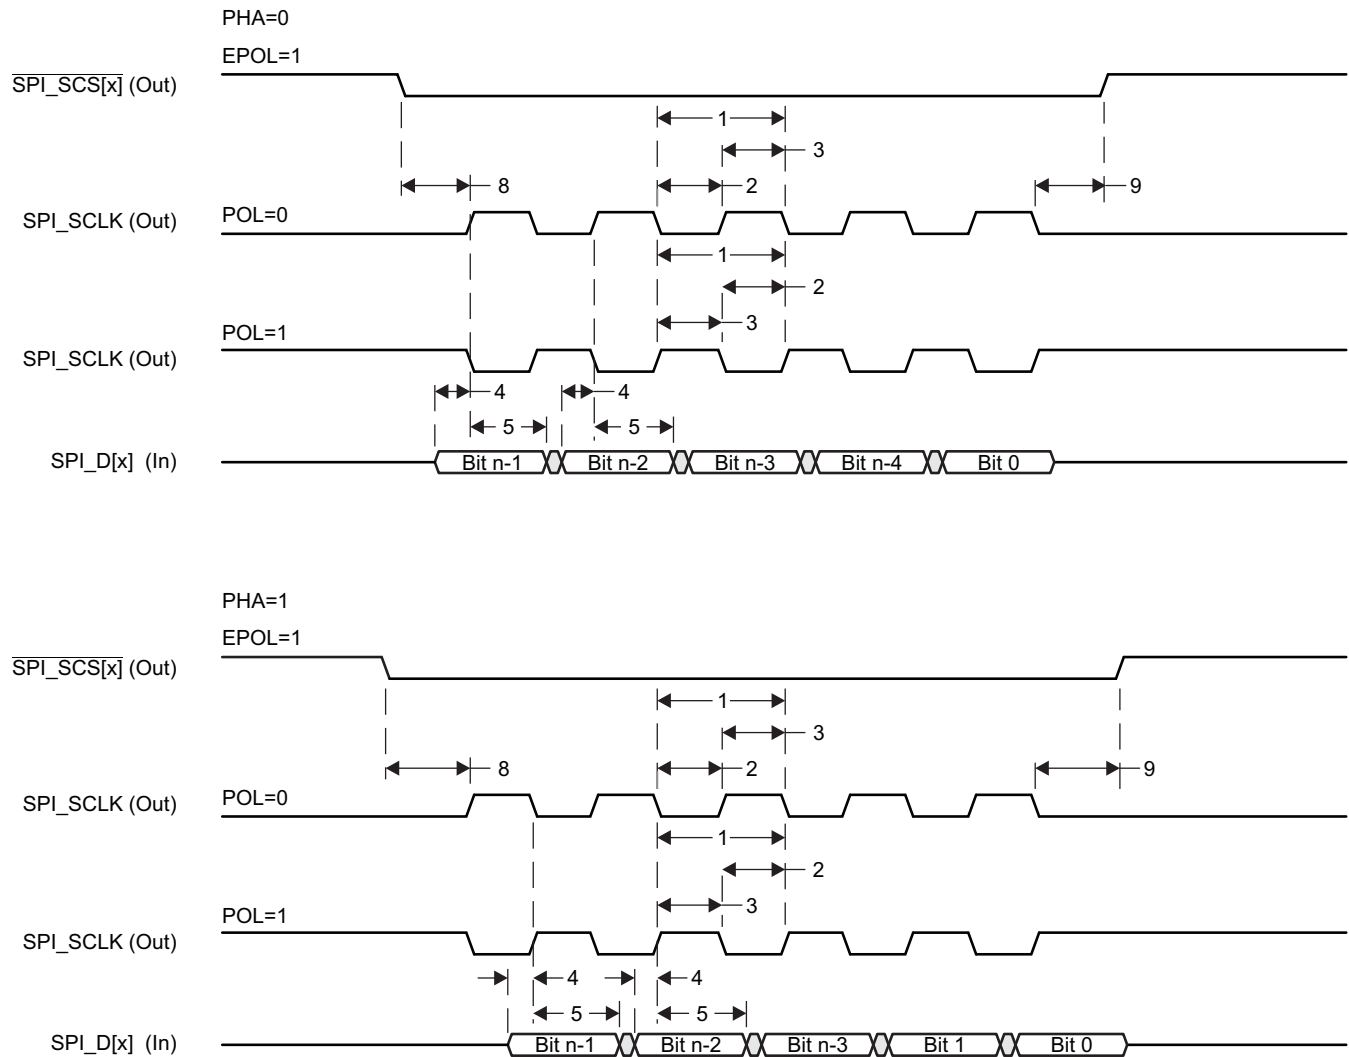 PHA=0
EPOL=1
SPI_SCS[x] (Out)
1
3
8
2
9
SPI_SCLK (Out)
POL=0
1
2
3
POL=1
SPI_SCLK (Out)
4
4
5
5
SPI_D[x] (In)
Bit n-1
Bit n-2
Bit n-3
Bit n-4
Bit 0
PHA=1
EPOL=1
SPI_SCS[x] (Out)
1
3
8
2
9
SPI_SCLK (Out)
POL=0
1
2
3
POL=1
SPI_SCLK (Out)
4
4
5
5
SPI_D[x] (In)
Bit n-1
Bit n-2
Bit n-3
Bit 1
Bit 0